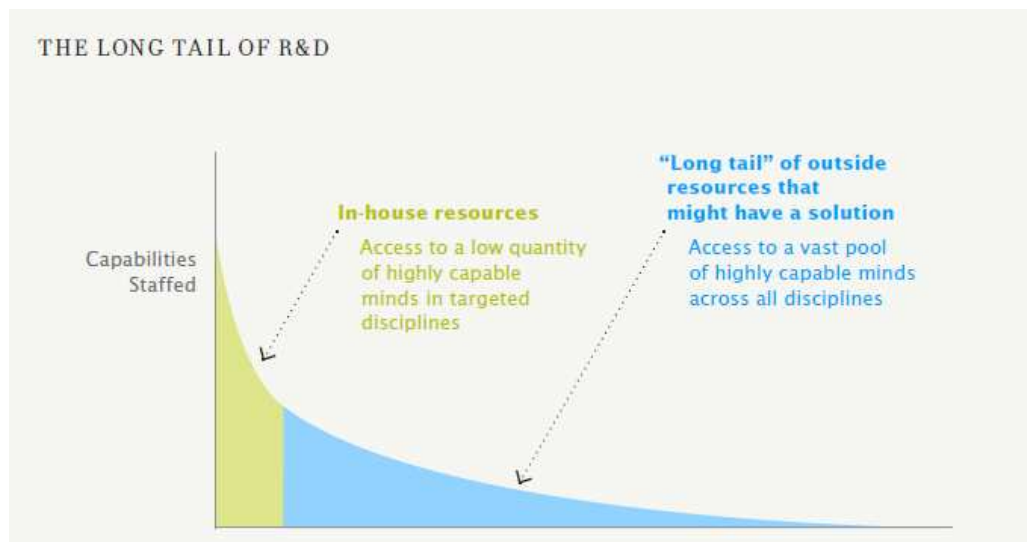 THE LONG TAIL OF R&D
“Long tail” of outside
resources that
might have a solution
In-house resources
Access to a low quantity
of highly capable
minds in targeted
disciplines
Access to a vast pool
of highly capable minds
across all disciplines
Capabilities
Staffed